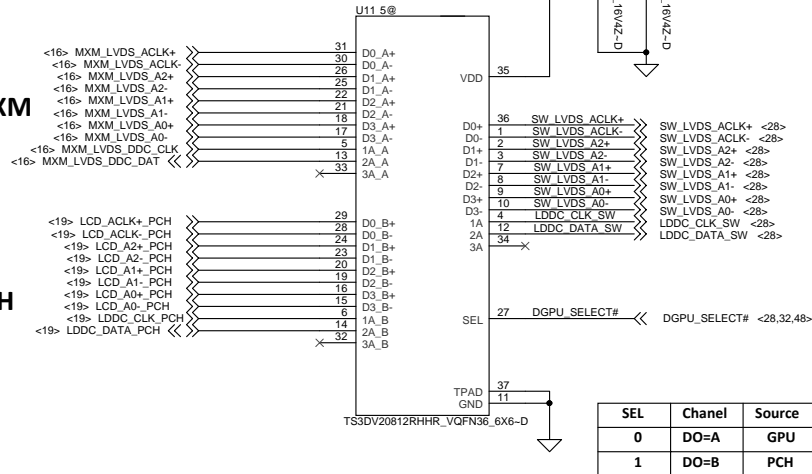 U11 5@
_16V4Z~D
_16V4Z~D
XM
<16> MXM_LVDS_ACLK+ 31 D0_A+
<16> MXM_LVDS_ACLK- 30 D0_A-
<16> MXM_LVDS_A2+ 26 D1_A+
<16> MXM_LVDS_A2- 25 D1_A-
<16> MXM_LVDS_A1+ 22 D2_A+
<16> MXM_LVDS_A1- 21 D2_A-
<16> MXM_LVDS_A0+ 18 D3_A+
<16> MXM_LVDS_A0- 17 D3_A-
<16> MXM_LVDS_DDC_CLK 5 1A_A
<16> MXM_LVDS_DDC_DAT 13 2A_A
33 3A_A
VDD 35
D0+ 36 SW_LVDS_ACLK+ SW_LVDS_ACLK+ <28>
D0- 1 SW_LVDS_ACLK- SW_LVDS_ACLK- <28>
D1+ 2 SW_LVDS_A2+ SW_LVDS_A2+ <28>
D1- 3 SW_LVDS_A2- SW_LVDS_A2- <28>
D2+ 7 SW_LVDS_A1+ SW_LVDS_A1+ <28>
D2- 8 SW_LVDS_A1- SW_LVDS_A1- <28>
D3+ 9 SW_LVDS_A0+ SW_LVDS_A0+ <28>
D3- 10 SW_LVDS_A0- SW_LVDS_A0- <28>
1A 4 LDDC_CLK_SW LDDC_CLK_SW <28>
2A 12 LDDC_DATA_SW LDDC_DATA_SW <28>
3A 34
H
<19> LCD_ACLK+_PCH 29 D0_B+
<19> LCD_ACLK-_PCH 28 D0_B-
<19> LCD_A2+_PCH 24 D1_B+
<19> LCD_A2-_PCH 23 D1_B-
<19> LCD_A1+_PCH 20 D2_B+
<19> LCD_A1-_PCH 19 D2_B-
<19> LCD_A0+_PCH 16 D3_B+
<19> LCD_A0-_PCH 15 D3_B-
<19> LDDC_CLK_PCH 6 1A_B
<19> LDDC_DATA_PCH 14 2A_B
32 3A_B
SEL 27 DGPU_SELECT# DGPU_SELECT# <28,32,48>
TPAD 37
GND 11
TS3DV20812RHHR_VQFN36_6X6~D
SEL Chanel Source
0 DO=A GPU
1 DO=B PCH